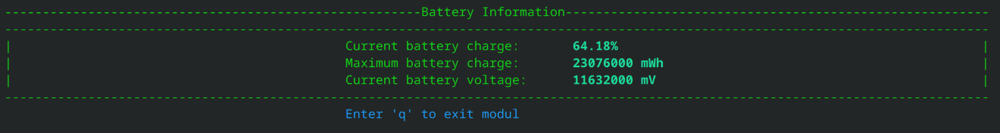 -------------------------------------------------------Battery Information--------------------------------------------------------
----------------------------------------------------------------------------------------------------------------------------------
| Current battery charge: 64.18% |
| Maximum battery charge: 23076000 mWh |
| Current battery voltage: 11632000 mV |
----------------------------------------------------------------------------------------------------------------------------------
Enter 'q' to exit modul